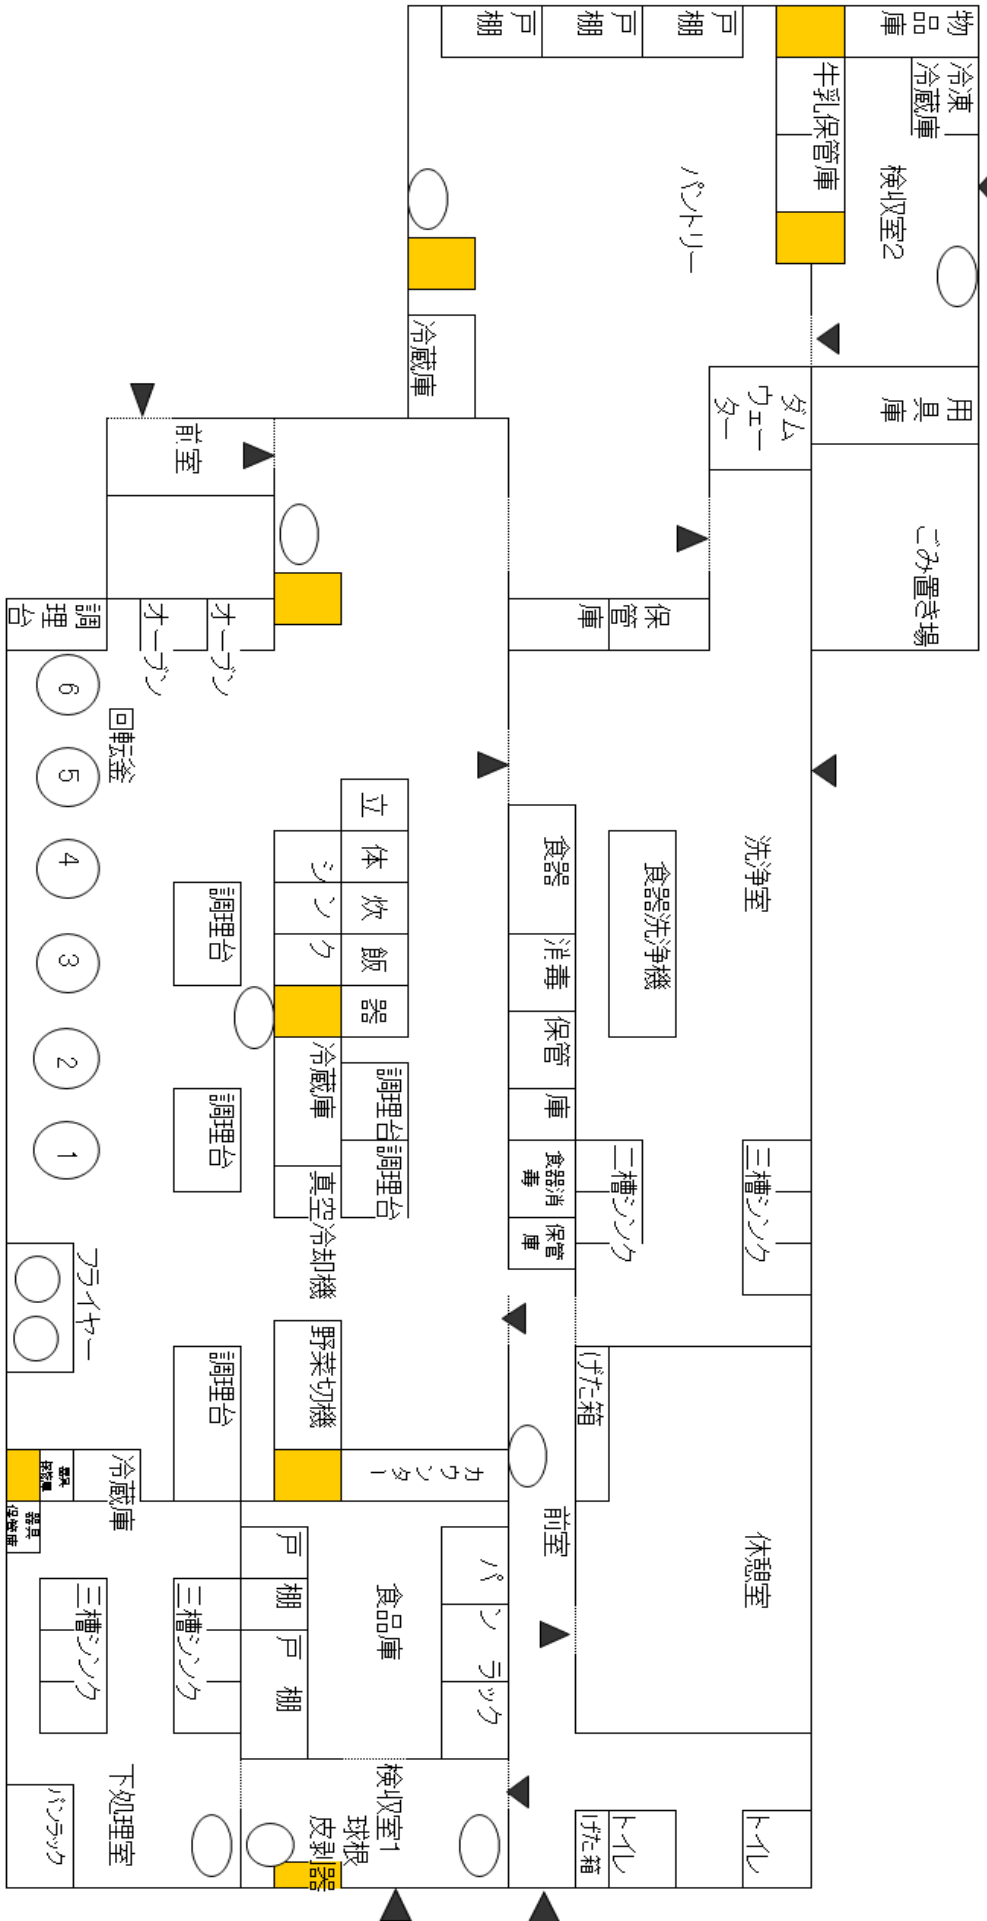 戸棚
戸棚
戸棚
物品庫
牛乳保管庫
冷凍
冷蔵庫
検収室2
パントリー
冷蔵庫
ダム
ウェー
ター
用具庫
前室
ごみ置き場
調理台
オーブン
オーブン
保管庫
6
5
4
3
2
1
回転釜
立体炊飯器
シンク
調理台
食器消毒保管庫
食器洗浄機
洗浄室
冷蔵庫
調理台
調理台
調理台
食器消毒
保管庫
二槽シンク
三槽シンク
真空冷却機
フライヤー
調理台
野菜切機
げた箱
カウンター
冷蔵庫
器具
保管庫
器具
保管庫
前室
休憩室
戸棚
戸棚
食品庫
パンラック
三槽シンク
三槽シンク
下処理室
検収室1
球根
皮剥器
パンラック
げた箱
トイレ
トイレ